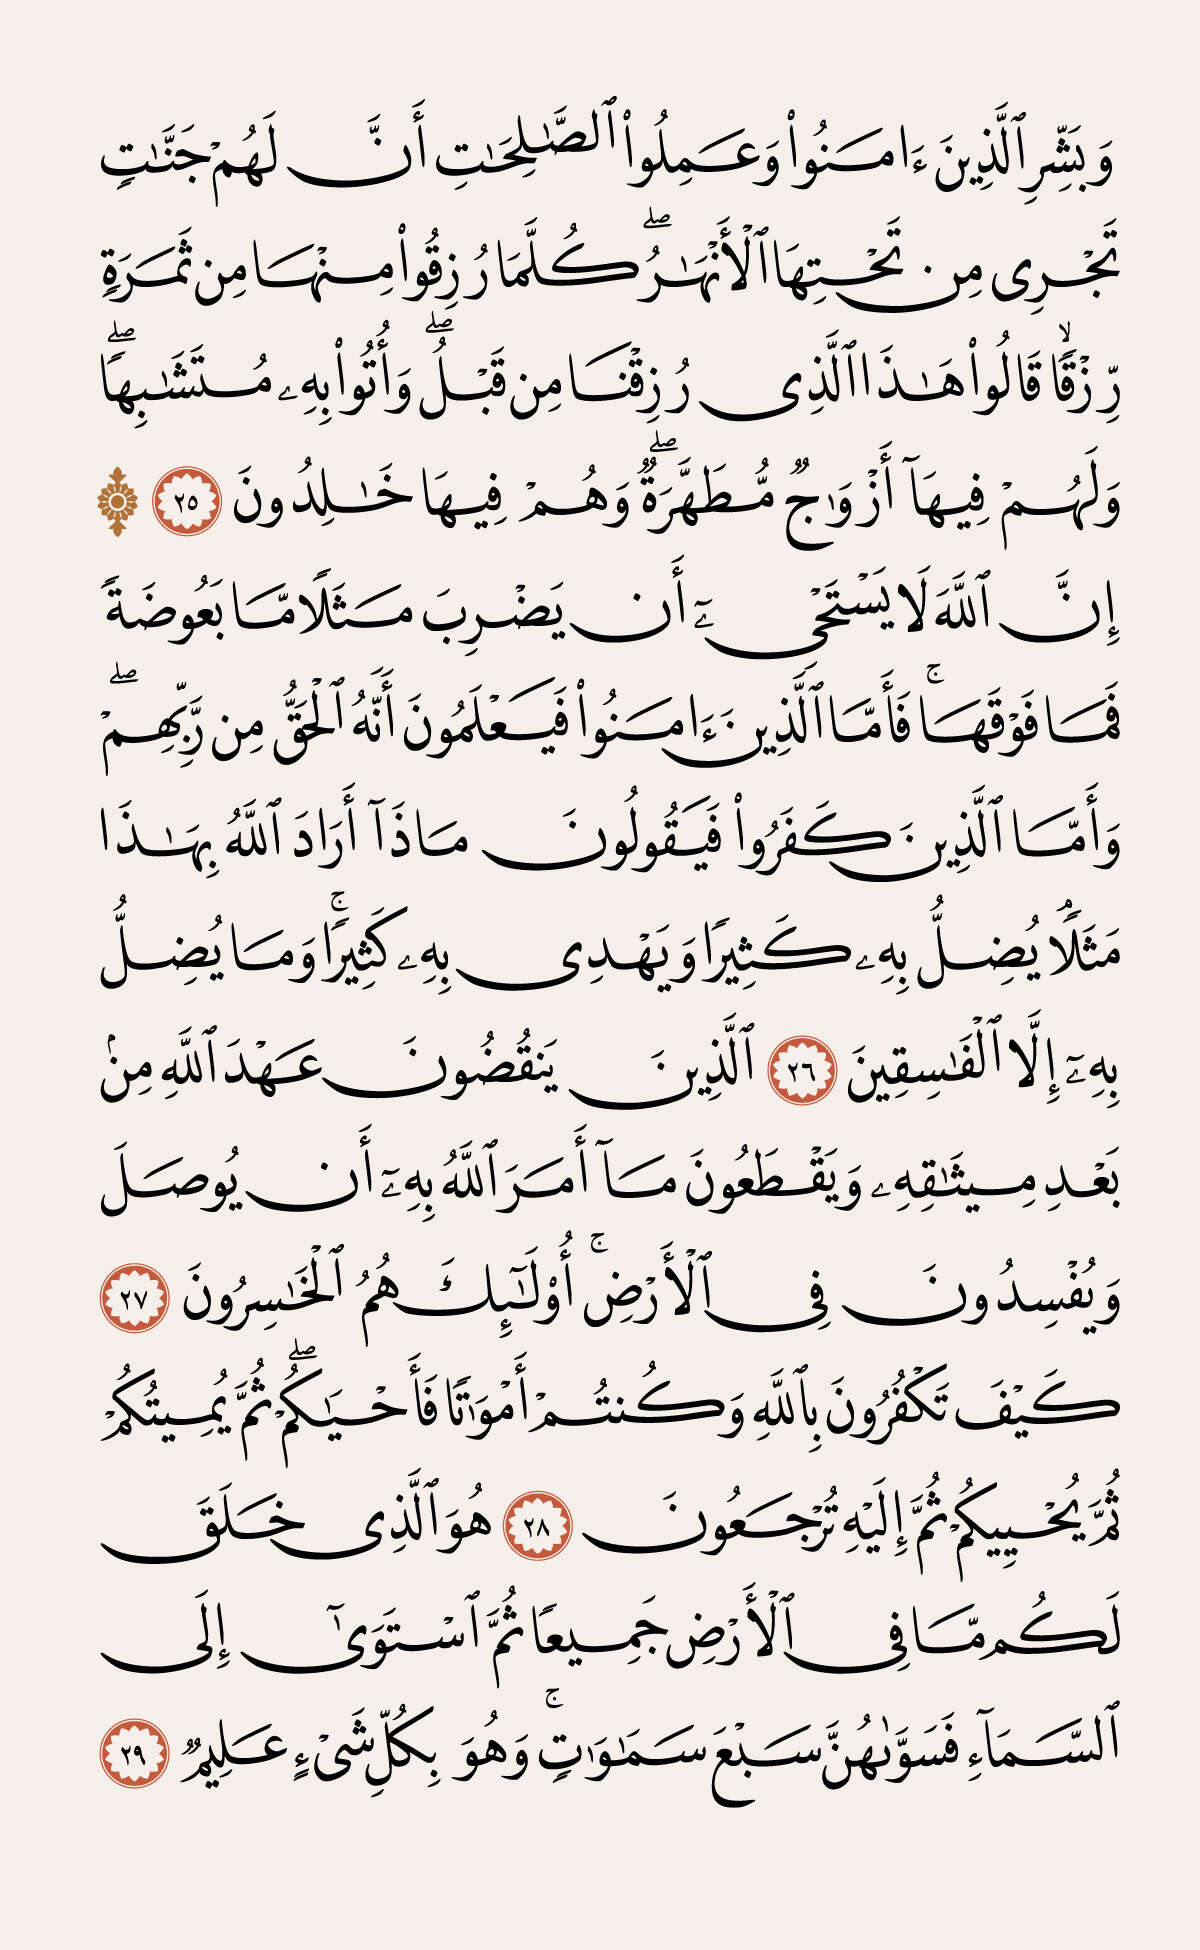 وَبَشِّرِ ٱلَّذِينَ ءَامَنُوا۟ وَعَمِلُوا۟ ٱلصَّـٰلِحَـٰتِ أَنَّ لَهُمْ جَنَّـٰتٍ
تَجْرِى مِن تَحْتِهَا ٱلْأَنْهَـٰرُ ۖ كُلَّمَا رُزِقُوا۟ مِنْهَا مِن ثَمَرَةٍ
رِّزْقًا ۙ قَالُوا۟ هَـٰذَا ٱلَّذِى رُزِقْنَا مِن قَبْلُ ۖ وَأُتُوا۟ بِهِۦ مُتَشَـٰبِهًا ۖ
وَلَهُمْ فِيهَآ أَزْوَٰجٌ مُّطَهَّرَةٌ ۖ وَهُمْ فِيهَا خَـٰلِدُونَ ٢٥ ۞
إِنَّ ٱللَّهَ لَا يَسْتَحْىِۦٓ أَن يَضْرِبَ مَثَلًا مَّا بَعُوضَةً
فَمَا فَوْقَهَا ۚ فَأَمَّا ٱلَّذِينَ ءَامَنُوا۟ فَيَعْلَمُونَ أَنَّهُ ٱلْحَقُّ مِن رَّبِّهِمْ ۖ
وَأَمَّا ٱلَّذِينَ كَفَرُوا۟ فَيَقُولُونَ مَاذَآ أَرَادَ ٱللَّهُ بِهَـٰذَا
مَثَلًا ۘ يُضِلُّ بِهِۦ كَثِيرًا وَيَهْدِى بِهِۦ كَثِيرًا ۚ وَمَا يُضِلُّ
بِهِۦٓ إِلَّا ٱلْفَـٰسِقِينَ ٢٦ ٱلَّذِينَ يَنقُضُونَ عَهْدَ ٱللَّهِ مِنۢ
بَعْدِ مِيثَـٰقِهِۦ وَيَقْطَعُونَ مَآ أَمَرَ ٱللَّهُ بِهِۦٓ أَن يُوصَلَ
وَيُفْسِدُونَ فِى ٱلْأَرْضِ ۚ أُو۟لَـٰٓئِكَ هُمُ ٱلْخَـٰسِرُونَ ٢٧
كَيْفَ تَكْفُرُونَ بِٱللَّهِ وَكُنتُمْ أَمْوَٰتًا فَأَحْيَـٰكُمْ ۖ ثُمَّ يُمِيتُكُمْ
ثُمَّ يُحْيِيكُمْ ثُمَّ إِلَيْهِ تُرْجَعُونَ ٢٨ هُوَ ٱلَّذِى خَلَقَ
لَكُم مَّا فِى ٱلْأَرْضِ جَمِيعًا ثُمَّ ٱسْتَوَىٰٓ إِلَى
ٱلسَّمَآءِ فَسَوَّىٰهُنَّ سَبْعَ سَمَـٰوَٰتٍ ۚ وَهُوَ بِكُلِّ شَىْءٍ عَلِيمٌ ٢٩